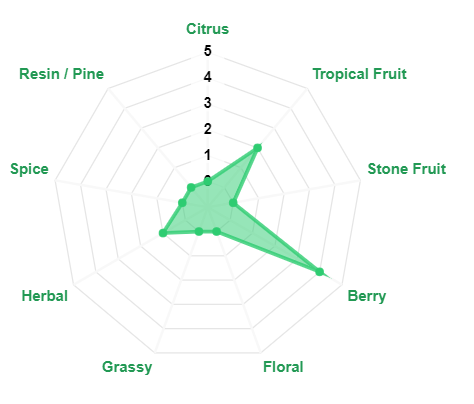 Citrus
5
Resin / Pine
Tropical Fruit
4
3
2
1
0
Spice
Stone Fruit
Herbal
Berry
Grassy
Floral